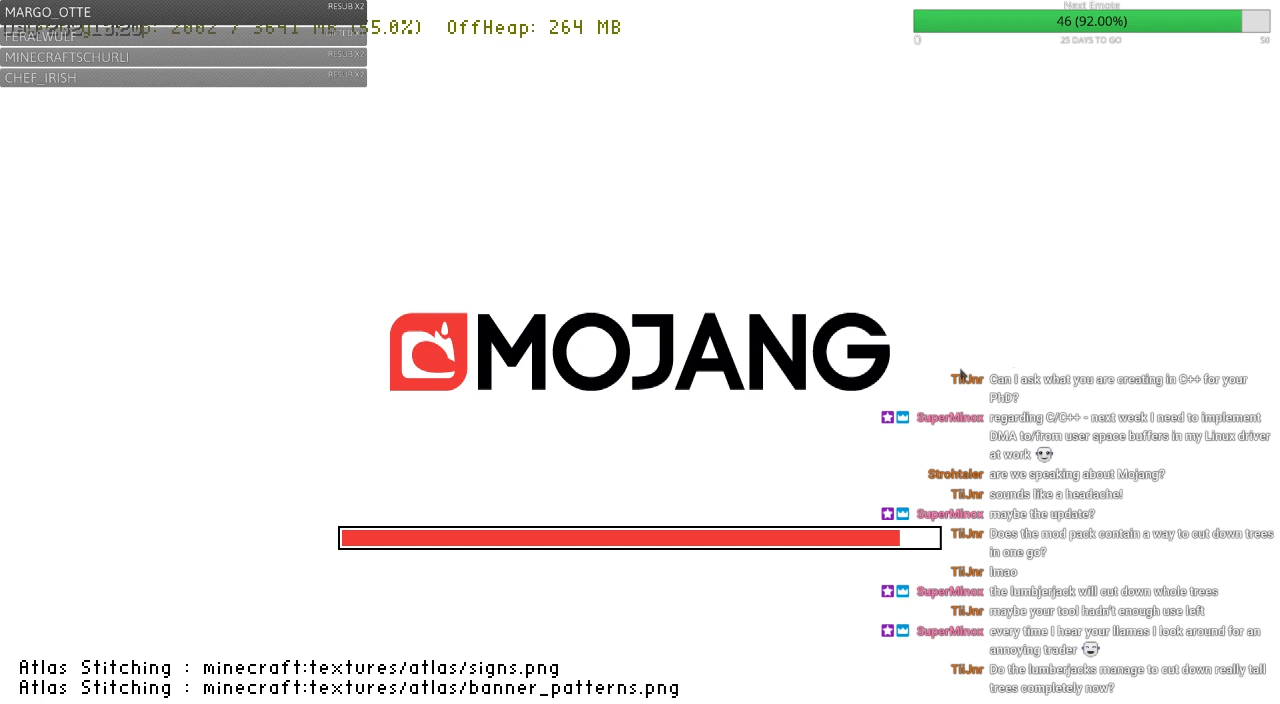 MARGO_OTTE RESUB X2
FERALWULF
MINECRAFTSCHURLI RESUB X2
CHEF_IRISH RESUB X2
OffHeap: 264 MB
Next Emote
46 (92.00%)
0 25 DAYS TO GO 50
MOJANG
TiiJnr Can I ask what you are creating in C++ for your
PhD?
SuperMinox regarding C/C++ - next week I need to implement
DMA to/from user space buffers in my Linux driver
at work
Strohtaler are we speaking about Mojang?
TiiJnr sounds like a headache!
SuperMinox maybe the update?
TiiJnr Does the mod pack contain a way to cut down trees
in one go?
TiiJnr lmao
SuperMinox the lumbjerjack will cut down whole trees
TiiJnr maybe your tool hadn't enough use left
SuperMinox every time I hear your llamas I look around for an
annoying trader
TiiJnr Do the lumberjacks manage to cut down really tall
trees completely now?
Atlas Stitching : minecraft:textures/atlas/signs.png
Atlas Stitching : minecraft:textures/atlas/banner_patterns.png